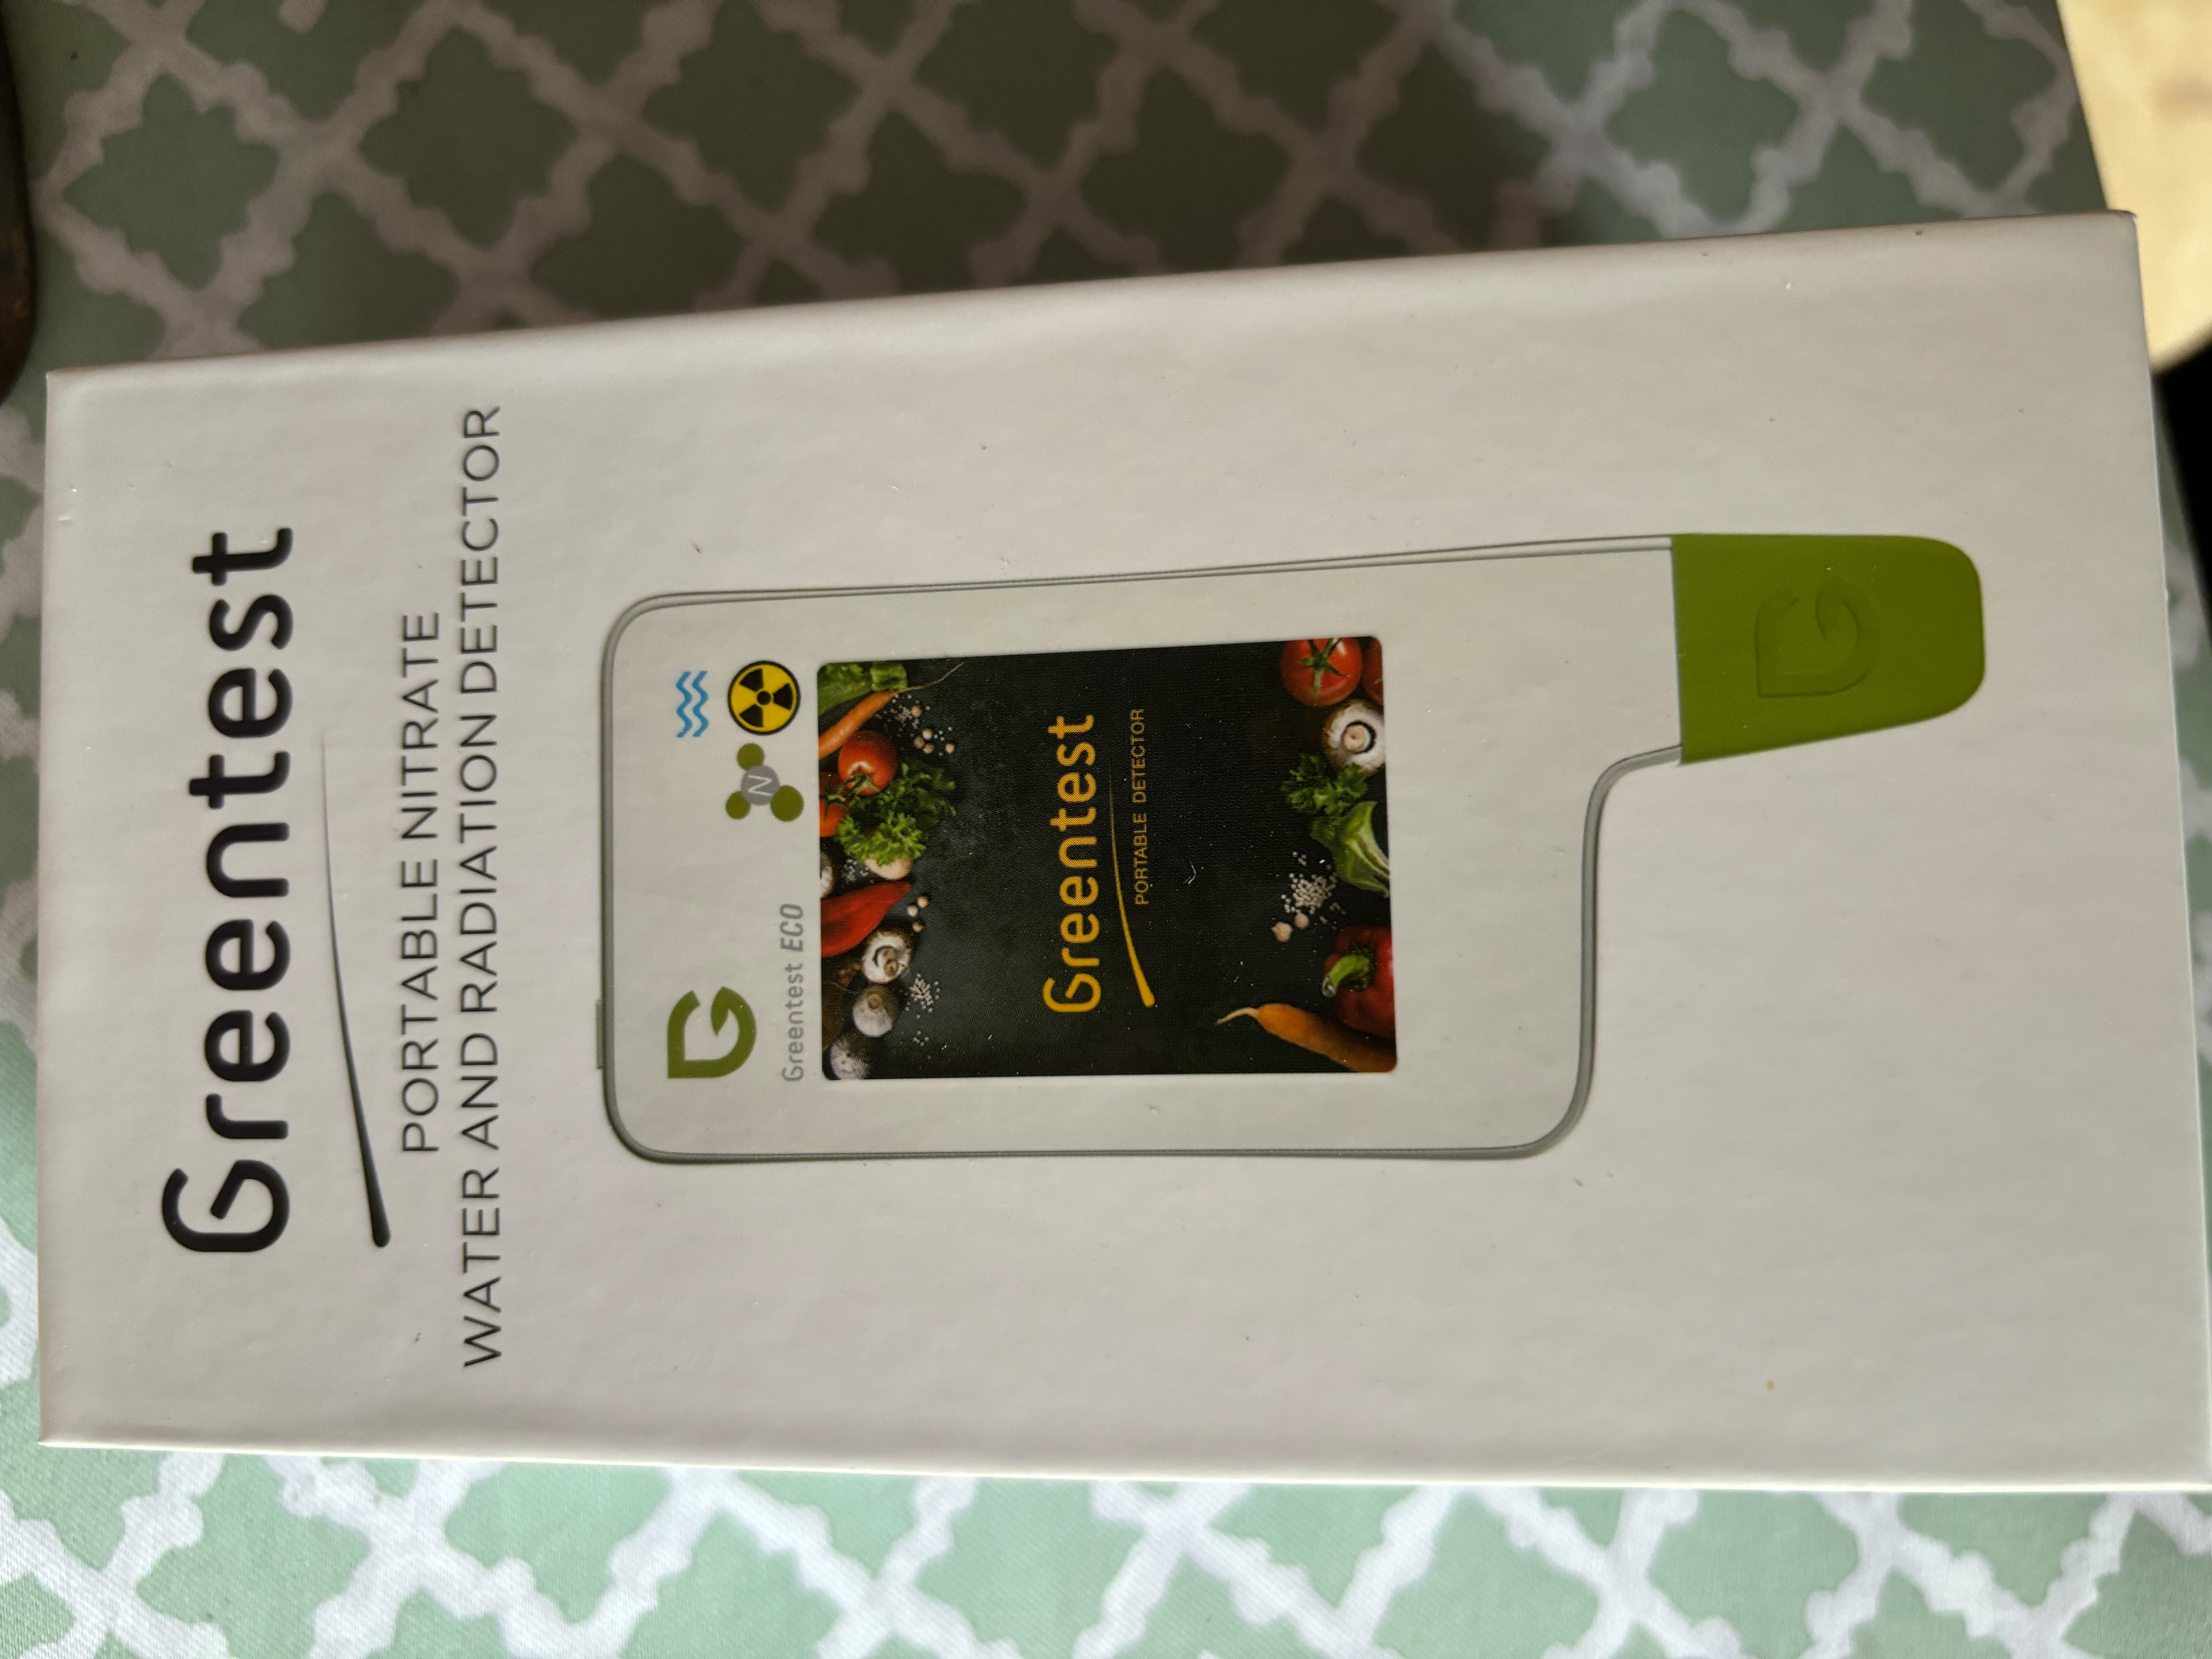 Greentest
PORTABLE NITRATE
WATER AND RADIATION DETECTOR
N
Greentest ECO
Greentest
PORTABLE DETECTOR